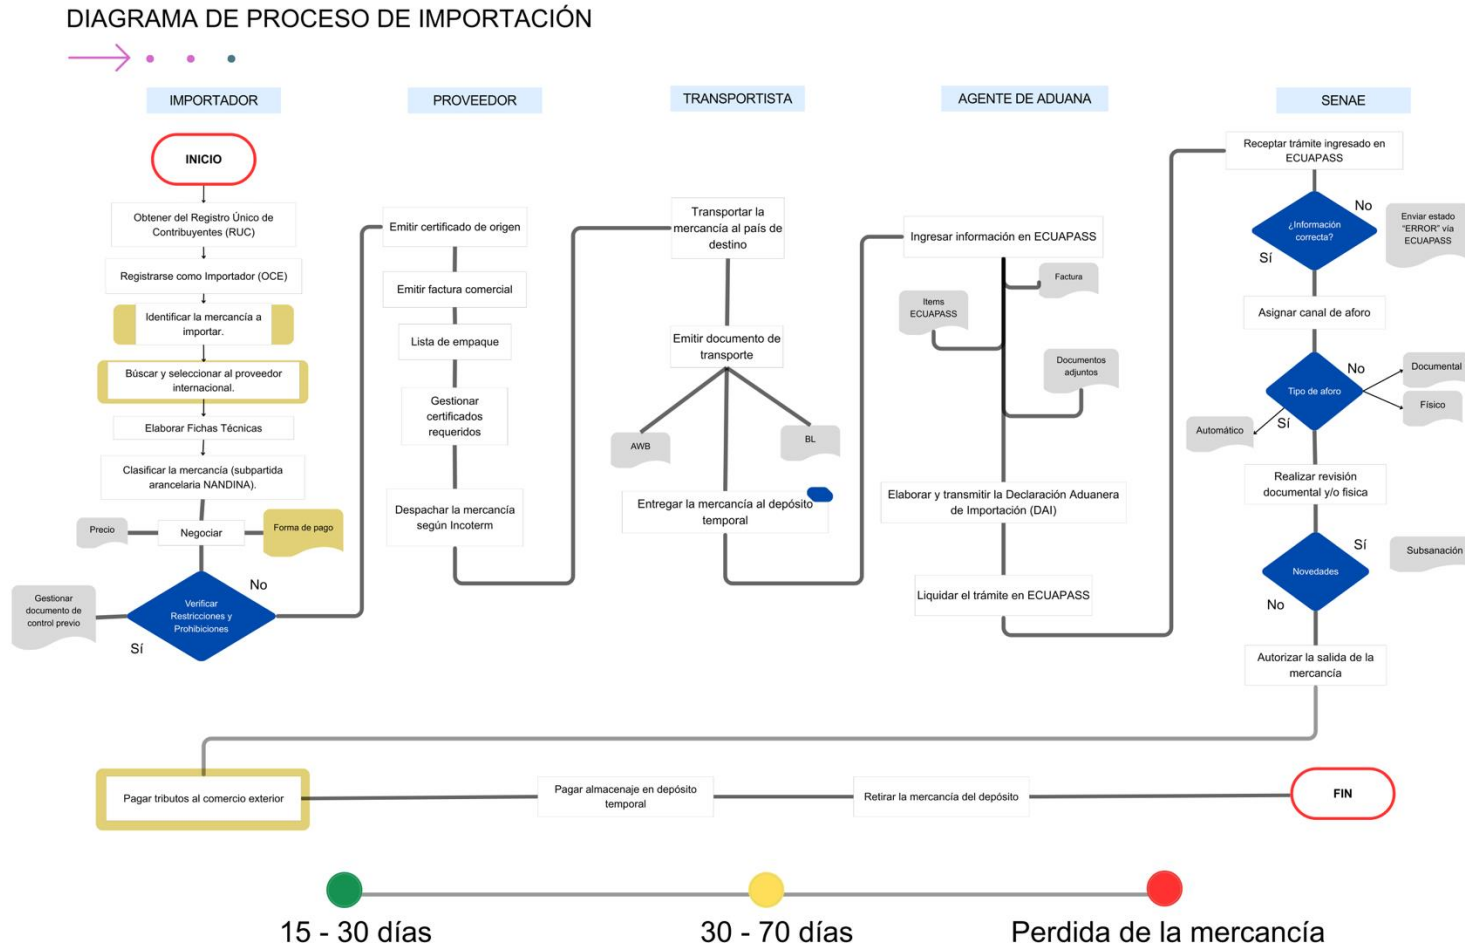 DIAGRAMA DE PROCESO DE IMPORTACIÓN
IMPORTADOR
PROVEEDOR
TRANSPORTISTA
AGENTE DE ADUANA
SENAE
INICIO
Obtener del Registro Único de
Contribuyentes (RUC)
Registrarse como Importador (OCE)
Identificar la mercancía a
importar.
Búscar y seleccionar al proveedor
internacional.
Elaborar Fichas Técnicas
Clasificar la mercancía (subpartida
arancelaria NANDINA).
Precio
Negociar
Forma de pago
No
Gestionar
documento de
control previo
Verificar
Restricciones y
Prohibiciones
Sí
Emitir certificado de origen
Emitir factura comercial
Lista de empaque
Gestionar
certificados
requeridos
Despachar la mercancía
según Incoterm
Transportar la
mercancía al país de
destino
Emitir documento de
transporte
AWB
BL
Entregar la mercancía al depósito
temporal
Ingresar información en ECUAPASS
Factura
Items
ECUAPASS
Documentos
adjuntos
Elaborar y transmitir la Declaración Aduanera
de Importación (DAI)
Liquidar el trámite en ECUAPASS
Receptar trámite ingresado en
ECUAPASS
No
¿Información
correcta?
Enviar estado
"ERROR" vía
ECUAPASS
Sí
Asignar canal de aforo
No
Documental
Tipo de aforo
Físico
Sí
Automático
Realizar revisión
documental y/o fisica
Sí
Subsanación
Novedades
No
Autorizar la salida de la
mercancía
Pagar tributos al comercio exterior
Pagar almacenaje en depósito
temporal
Retirar la mercancía del depósito
FIN
15 - 30 días
30 - 70 días
Perdida de la mercancía